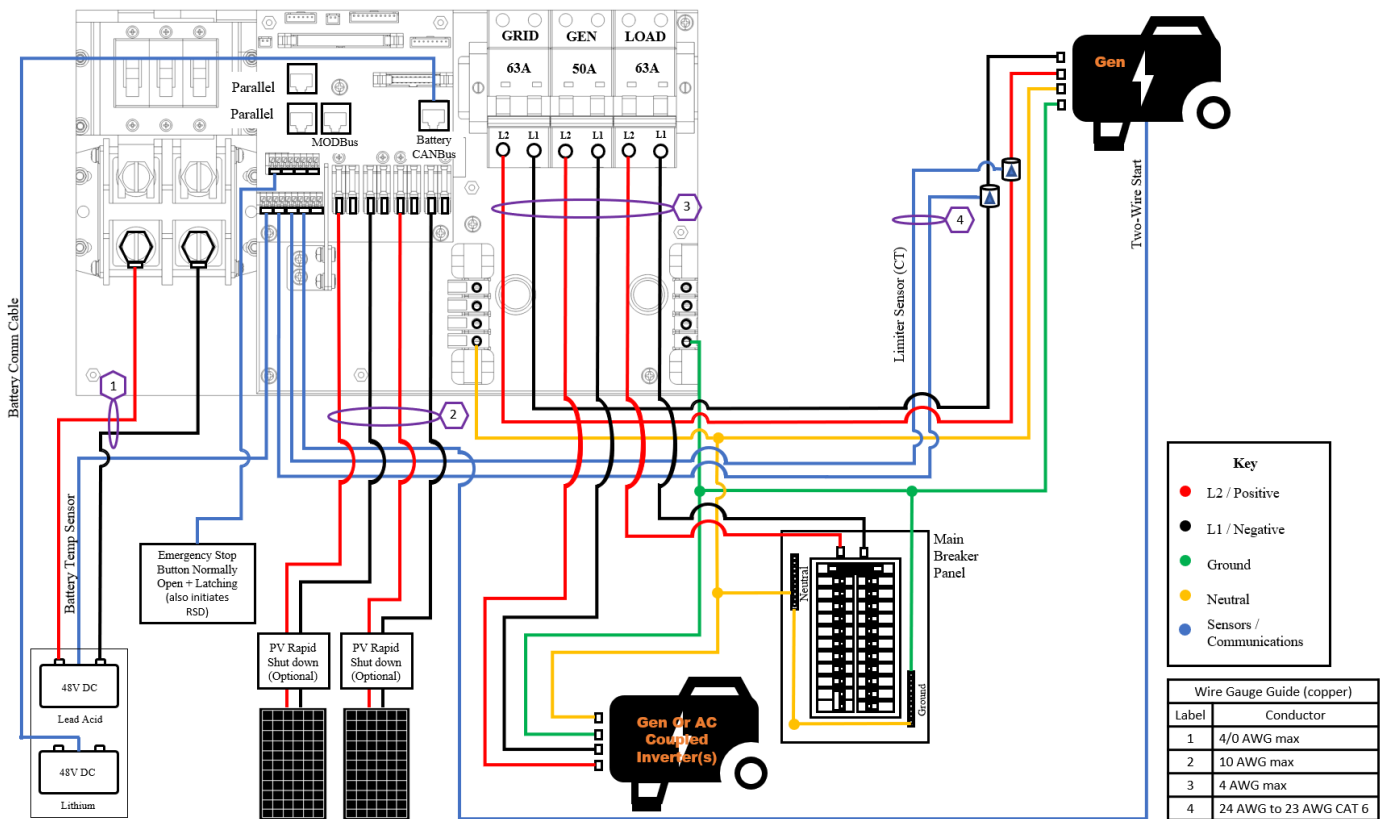 GRID GEN LOAD
63A 50A 63A
L2 L1 L2 L1 L2 L1
Parallel
Parallel
MODBus
Battery
CANBus
Gen
Two-Wire Start
Limiter Sensor (CT)
Battery Comm Cable
Battery Temp Sensor
1
2
3
4
Emergency Stop
Button Normally
Open + Latching
(also initiates
RSD)
PV Rapid
Shut down
(Optional)
PV Rapid
Shut down
(Optional)
48V DC
Lead Acid
48V DC
Lithium
Gen Or AC
Coupled
Inverter(s)
Main
Breaker
Panel
Neutral
Ground
Key
L2 / Positive
L1 / Negative
Ground
Neutral
Sensors /
Communications
Wire Gauge Guide (copper)
Label Conductor
1 4/0 AWG max
2 10 AWG max
3 4 AWG max
4 24 AWG to 23 AWG CAT 6